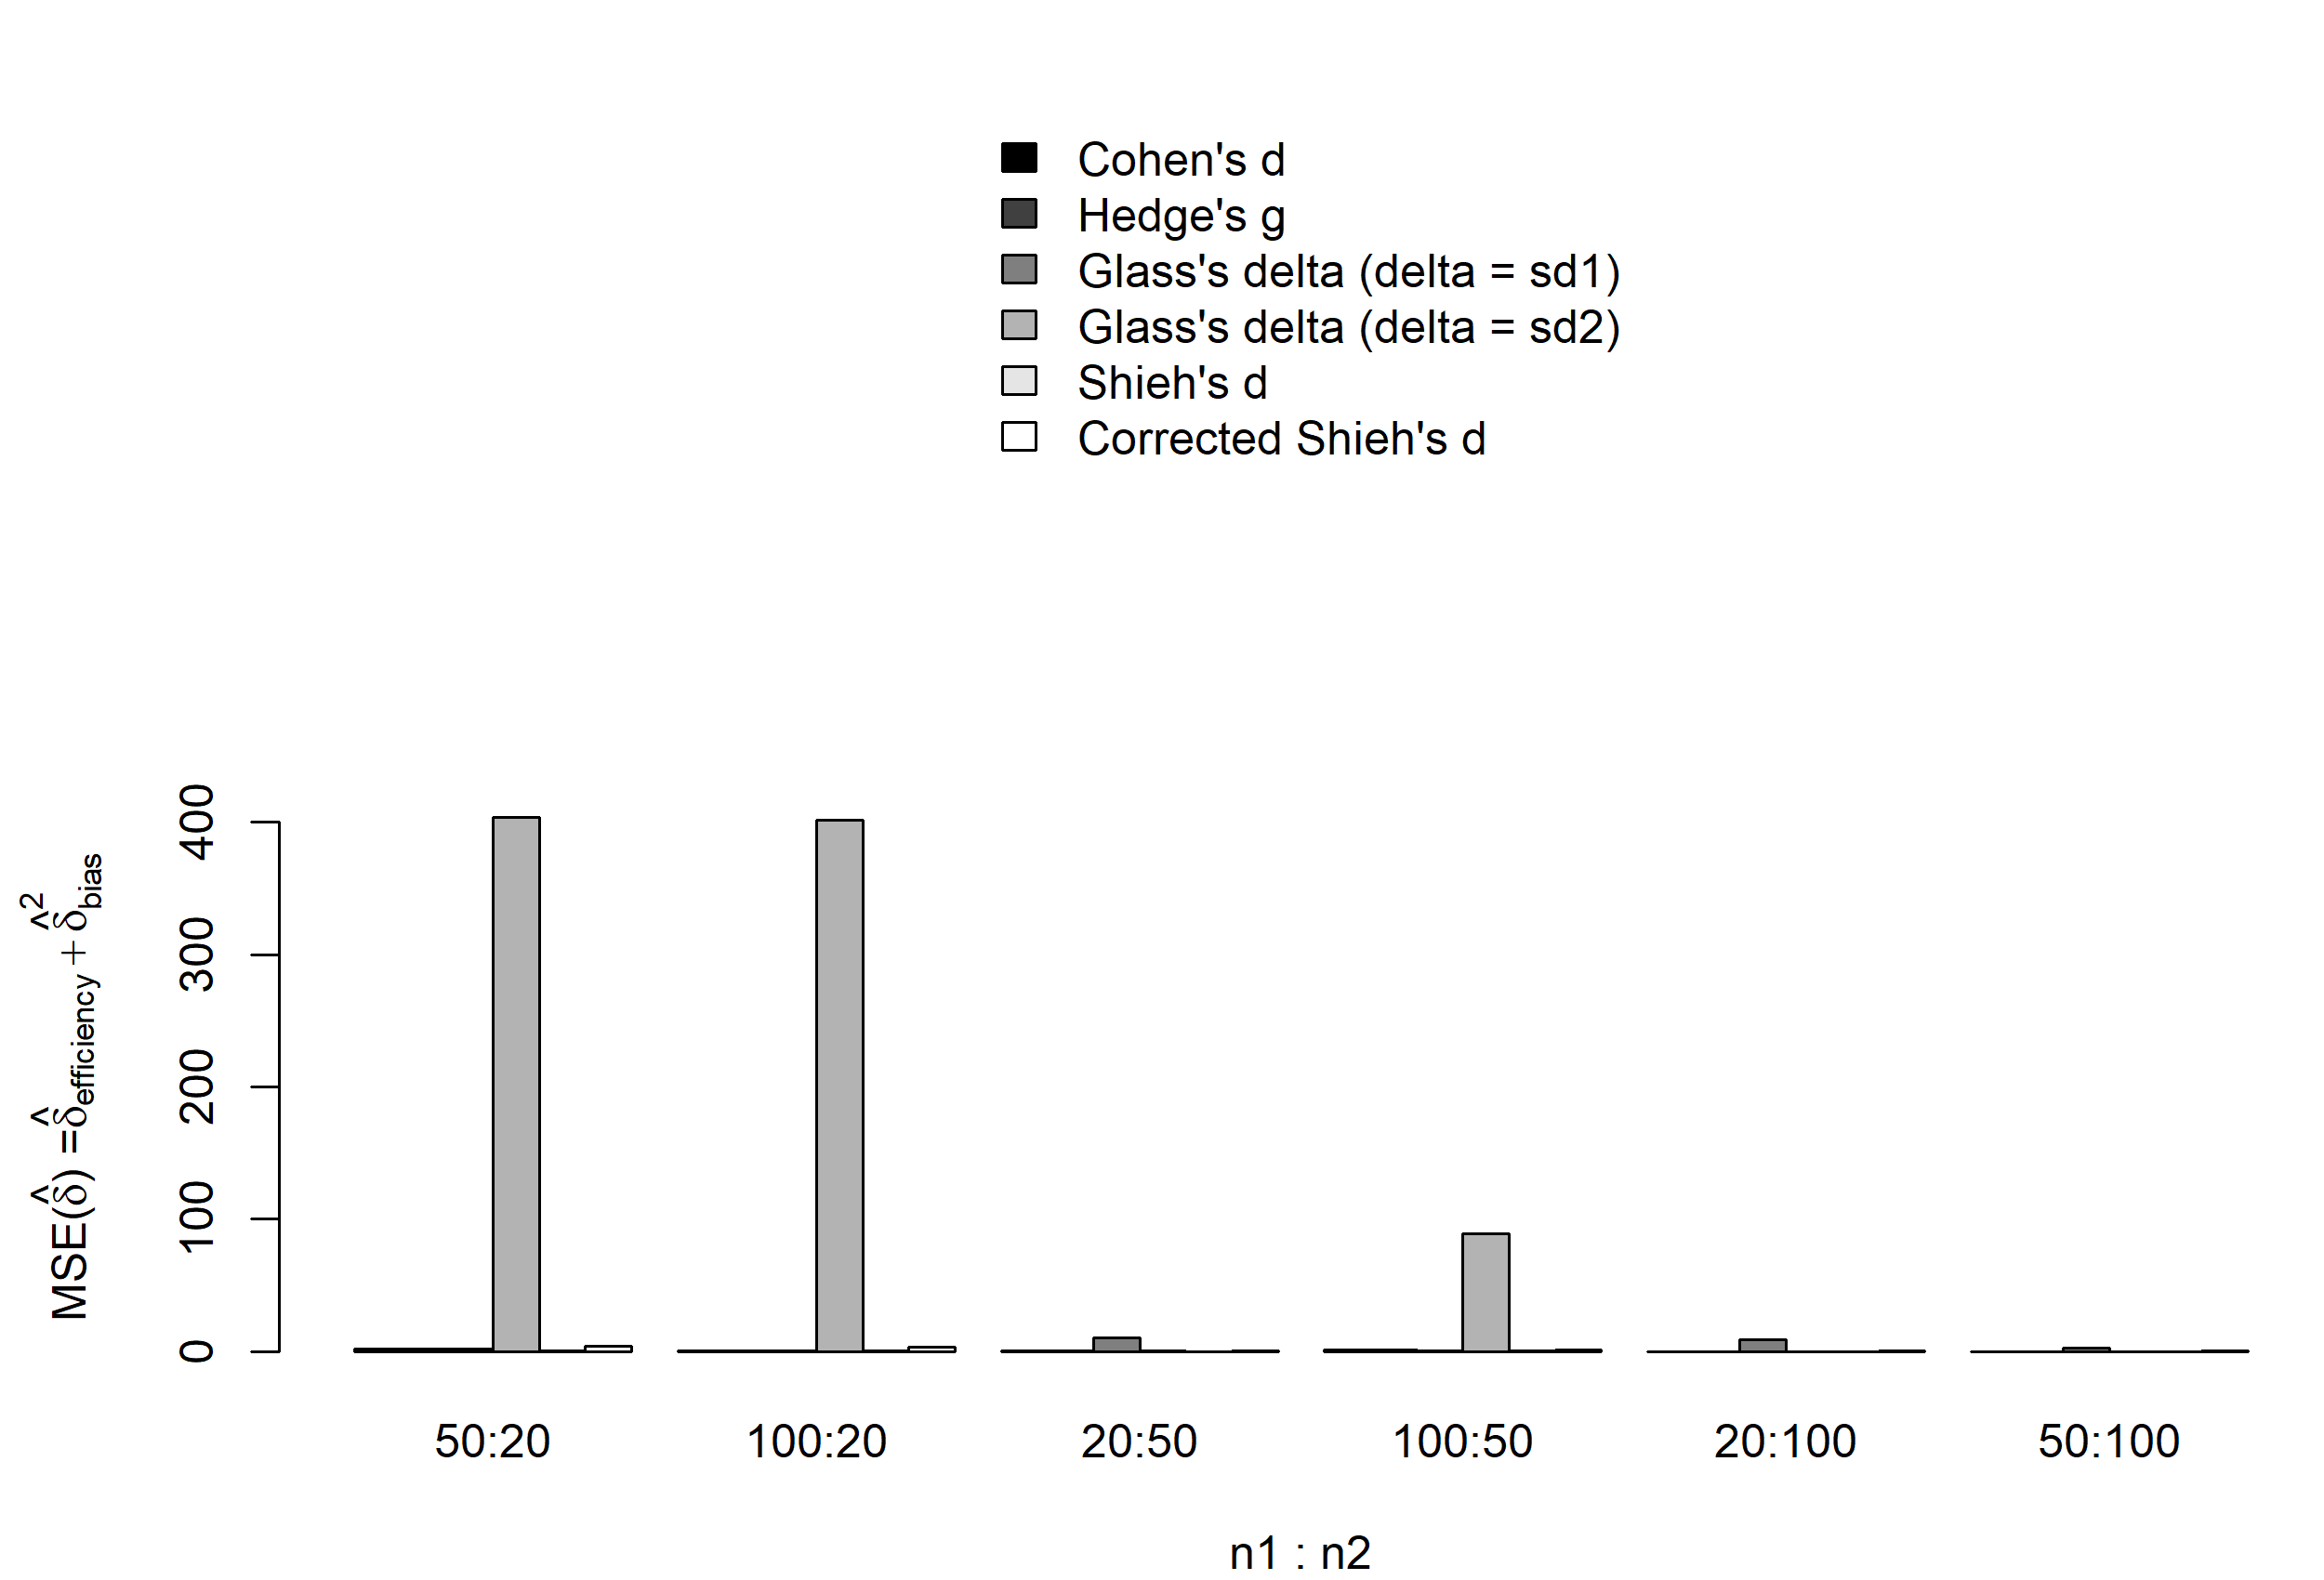 Cohen's d
Hedge's g
Glass's delta (delta = sd1)
Glass's delta (delta = sd2)
Shieh's d
Corrected Shieh's d
MSE(δ̂) = δ̂efficiency + δ̂²bias
400
300
200
100
0
50:20 100:20 20:50 100:50 20:100 50:100
n1 : n2